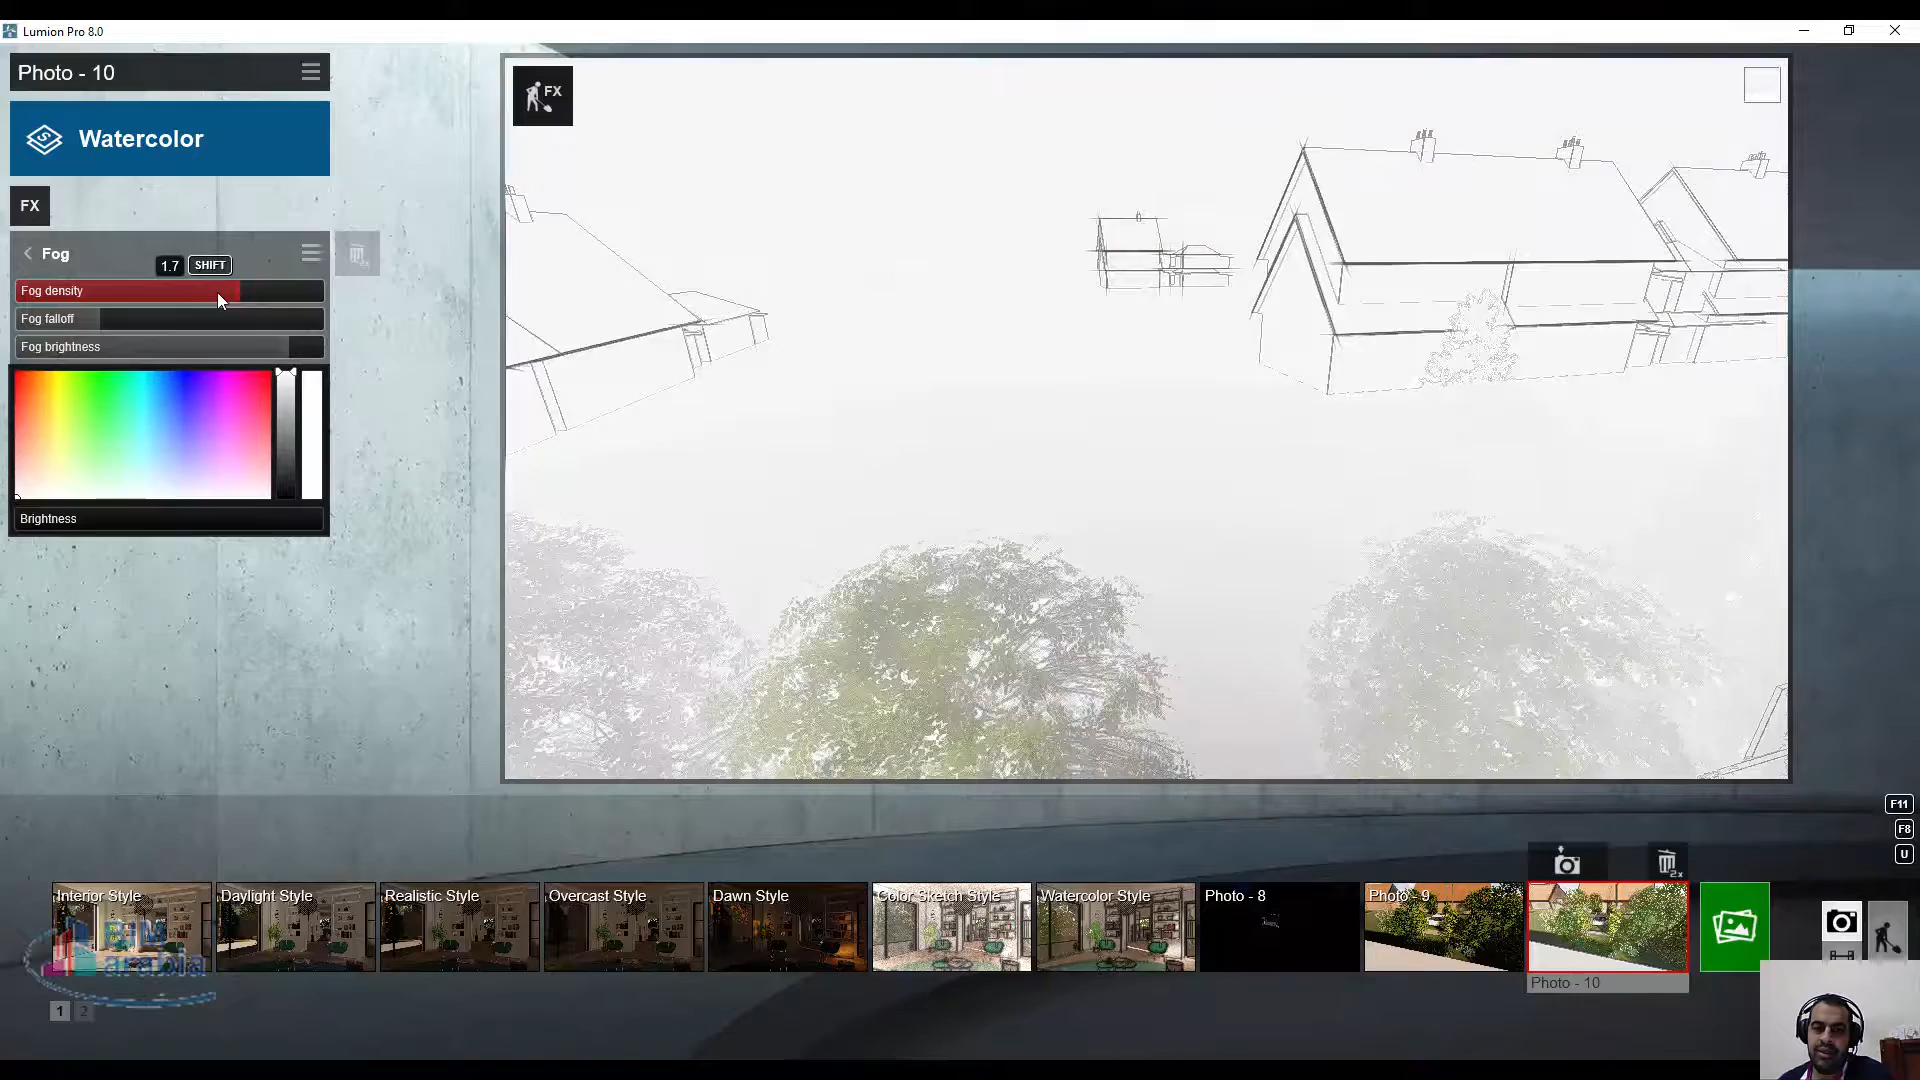 Lumion Pro 8.0
Photo - 10
Watercolor
FX
FX
Fog
1.7
SHIFT
Fog density
Fog falloff
Fog brightness
Brightness
F11
F8
U
2x
Interior Style
Daylight Style
Realistic Style
Overcast Style
Dawn Style
Color Sketch Style
Watercolor Style
Photo - 8
Photo - 9
Photo - 10
arabia
1
2